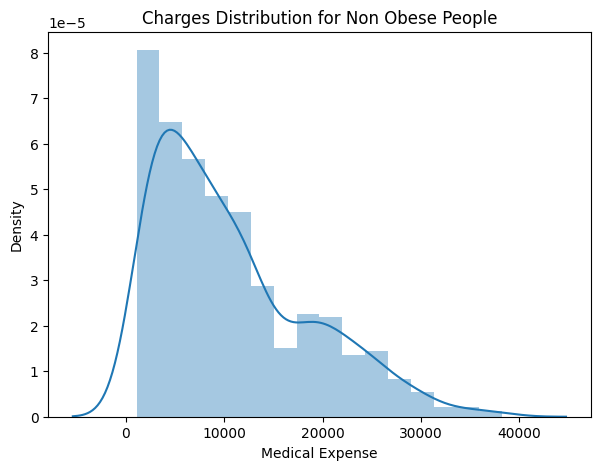 Charges Distribution for Non Obese People
1e−5
8
7
6
5
4
3
2
1
0
Density
0 10000 20000 30000 40000
Medical Expense